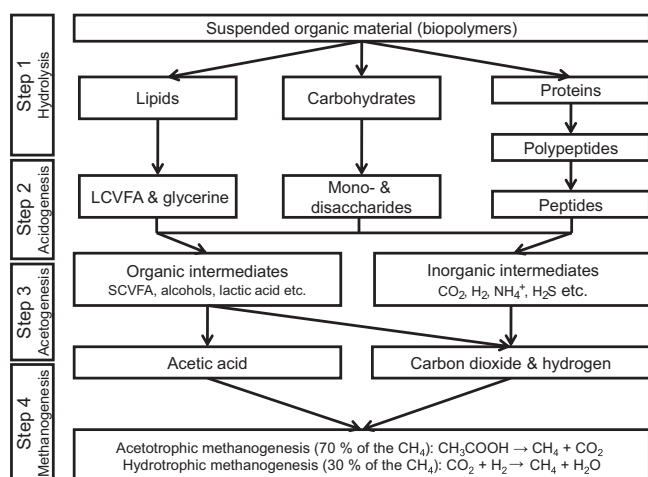 Suspended organic material (biopolymers)
Step 1
Hydrolysis
Lipids
Carbohydrates
Proteins
Polypeptides
Step 2
Acidogenesis
LCVFA & glycerine
Mono- &
disaccharides
Peptides
Step 3
Acetogenesis
Organic intermediates
SCVFA, alcohols, lactic acid etc.
Inorganic intermediates
CO₂, H₂, NH₄⁺, H₂S etc.
Acetic acid
Carbon dioxide & hydrogen
Step 4
Methanogenesis
Acetotrophic methanogenesis (70 % of the CH₄): CH₃COOH → CH₄ + CO₂
Hydrotrophic methanogenesis (30 % of the CH₄): CO₂ + H₂ → CH₄ + H₂O